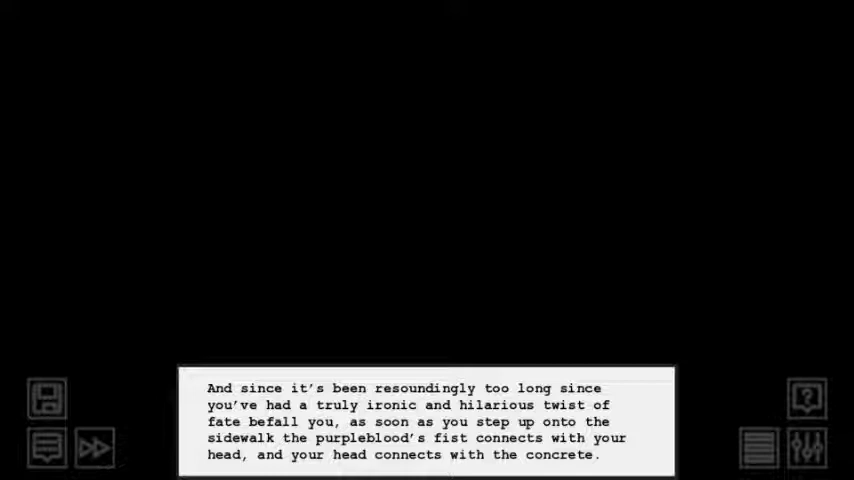 And since it's been resoundingly too long since
you've had a truly ironic and hilarious twist of
fate befall you, as soon as you step up onto the
sidewalk the purpleblood's fist connects with your
head, and your head connects with the concrete.
?